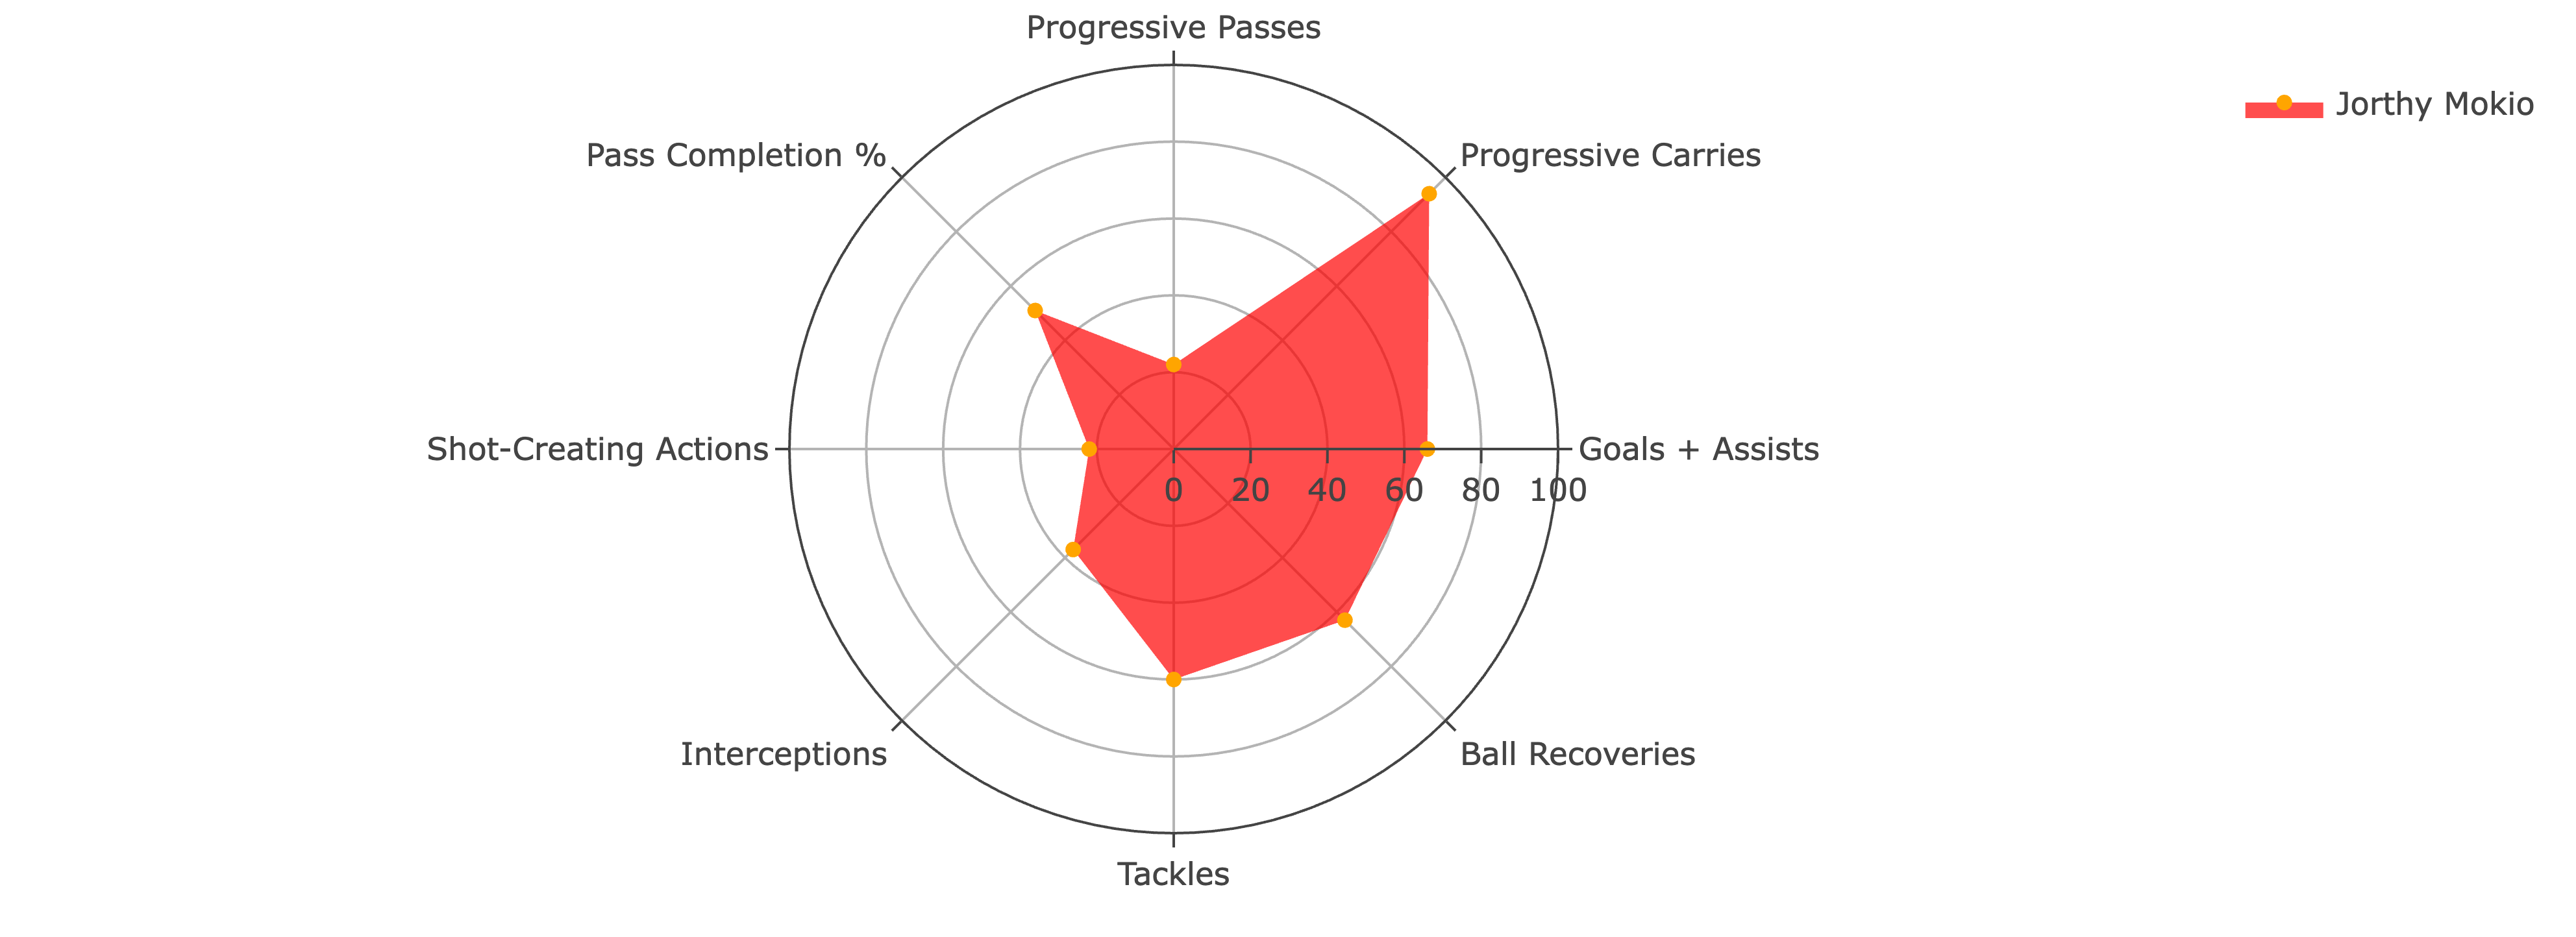 Progressive Passes
Jorthy Mokio
Pass Completion %
Progressive Carries
Shot-Creating Actions
Goals + Assists
0 20 40 60 80 100
Interceptions
Ball Recoveries
Tackles